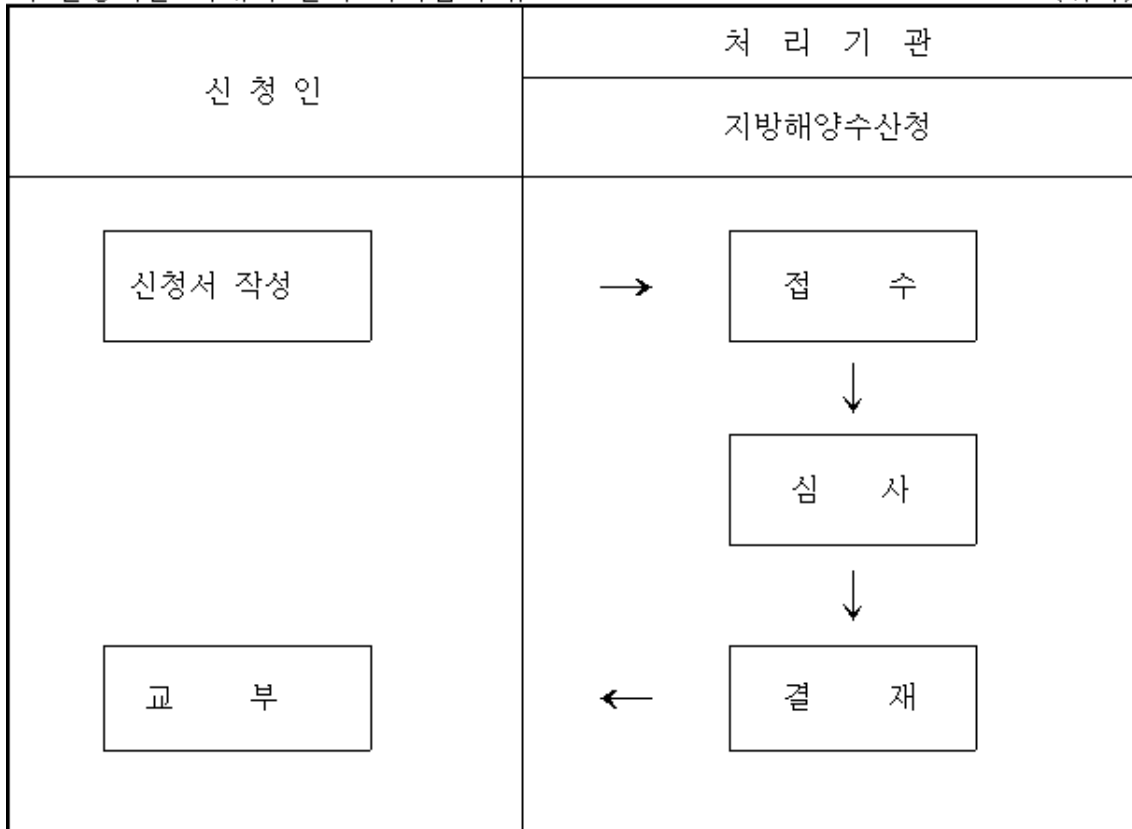 신 청 인
처 리 기 관
지방해양수산청
신청서 작성 → 접 수
↓
심 사
↓
교 부 ← 결 재